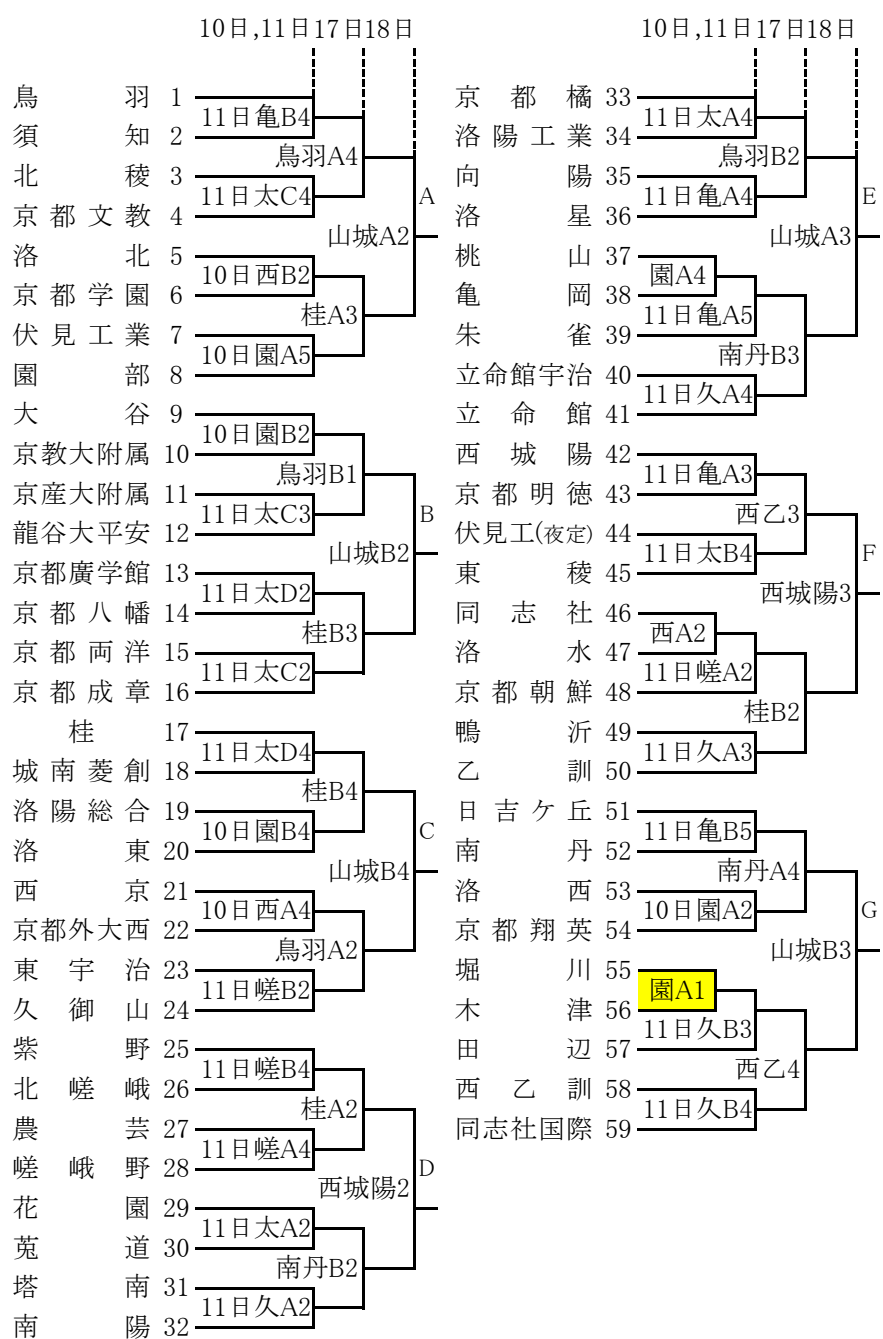 10日,11日17日18日
鳥羽 1
11日亀B4
須知 2
鳥羽A4
北稜 3
11日太C4
A
京都文教 4
山城A2
洛北 5
10日西B2
京都学園 6
桂A3
伏見工業 7
10日園A5
園部 8
大谷 9
10日園B2
京教大附属 10
鳥羽B1
京産大附属 11
11日太C3
B
龍谷大平安 12
山城B2
京都廣学館 13
11日太D2
京都八幡 14
桂B3
京都両洋 15
11日太C2
京都成章 16
桂 17
11日太D4
城南菱創 18
桂B4
洛陽総合 19
10日園B4
C
洛東 20
山城B4
西京 21
10日西A4
京都外大西 22
鳥羽A2
東宇治 23
11日嵯B2
久御山 24
紫野 25
11日嵯B4
北嵯峨 26
桂A2
農芸 27
11日嵯A4
D
嵯峨野 28
西城陽2
花園 29
11日太A2
莵道 30
南丹B2
塔南 31
11日久A2
南陽 32
10日,11日17日18日
京都橘 33
11日太A4
洛陽工業 34
鳥羽B2
向陽 35
11日亀A4
E
洛星 36
山城A3
桃山 37
園A4
亀岡 38
11日亀A5
朱雀 39
南丹B3
立命館宇治 40
11日久A4
立命館 41
西城陽 42
11日亀A3
京都明徳 43
西乙3
伏見工(夜定) 44
11日太B4
F
東稜 45
西城陽3
同志社 46
西A2
洛水 47
11日嵯A2
京都朝鮮 48
桂B2
鴨沂 49
11日久A3
乙訓 50
日吉ケ丘 51
11日亀B5
南丹 52
南丹A4
洛西 53
10日園A2
G
京都翔英 54
山城B3
堀川 55
園A1
木津 56
11日久B3
田辺 57
西乙4
西乙訓 58
11日久B4
同志社国際 59